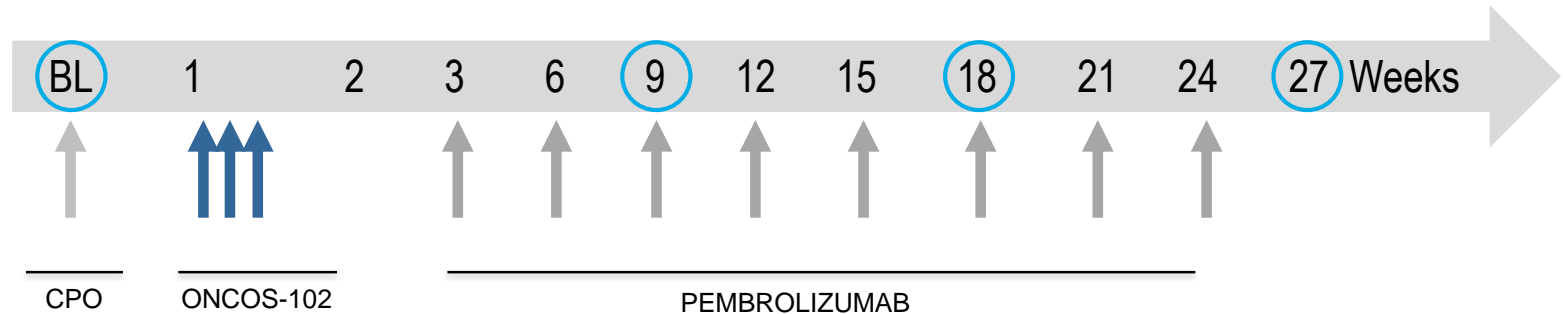 BL 1 2 3 6 9 12 15 18 21 24 27 Weeks
CPO ONCOS-102 PEMBROLIZUMAB